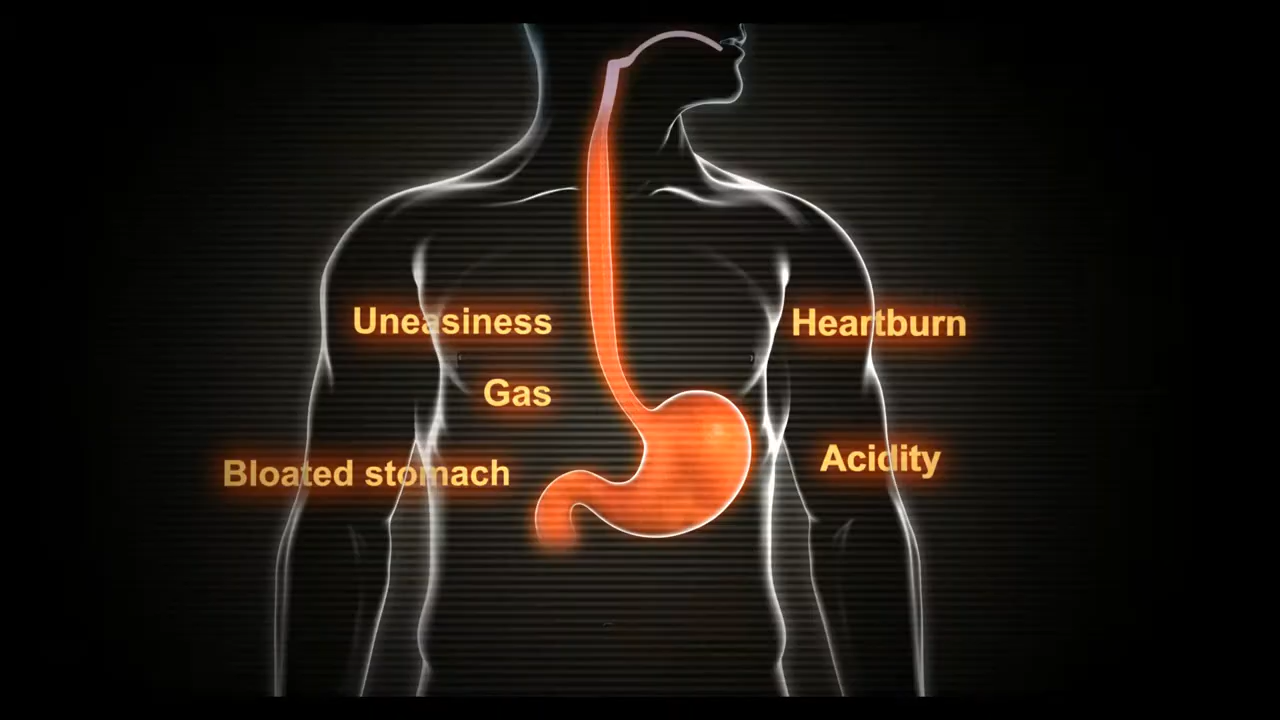 Uneasiness
Heartburn
Gas
Acidity
Bloated stomach